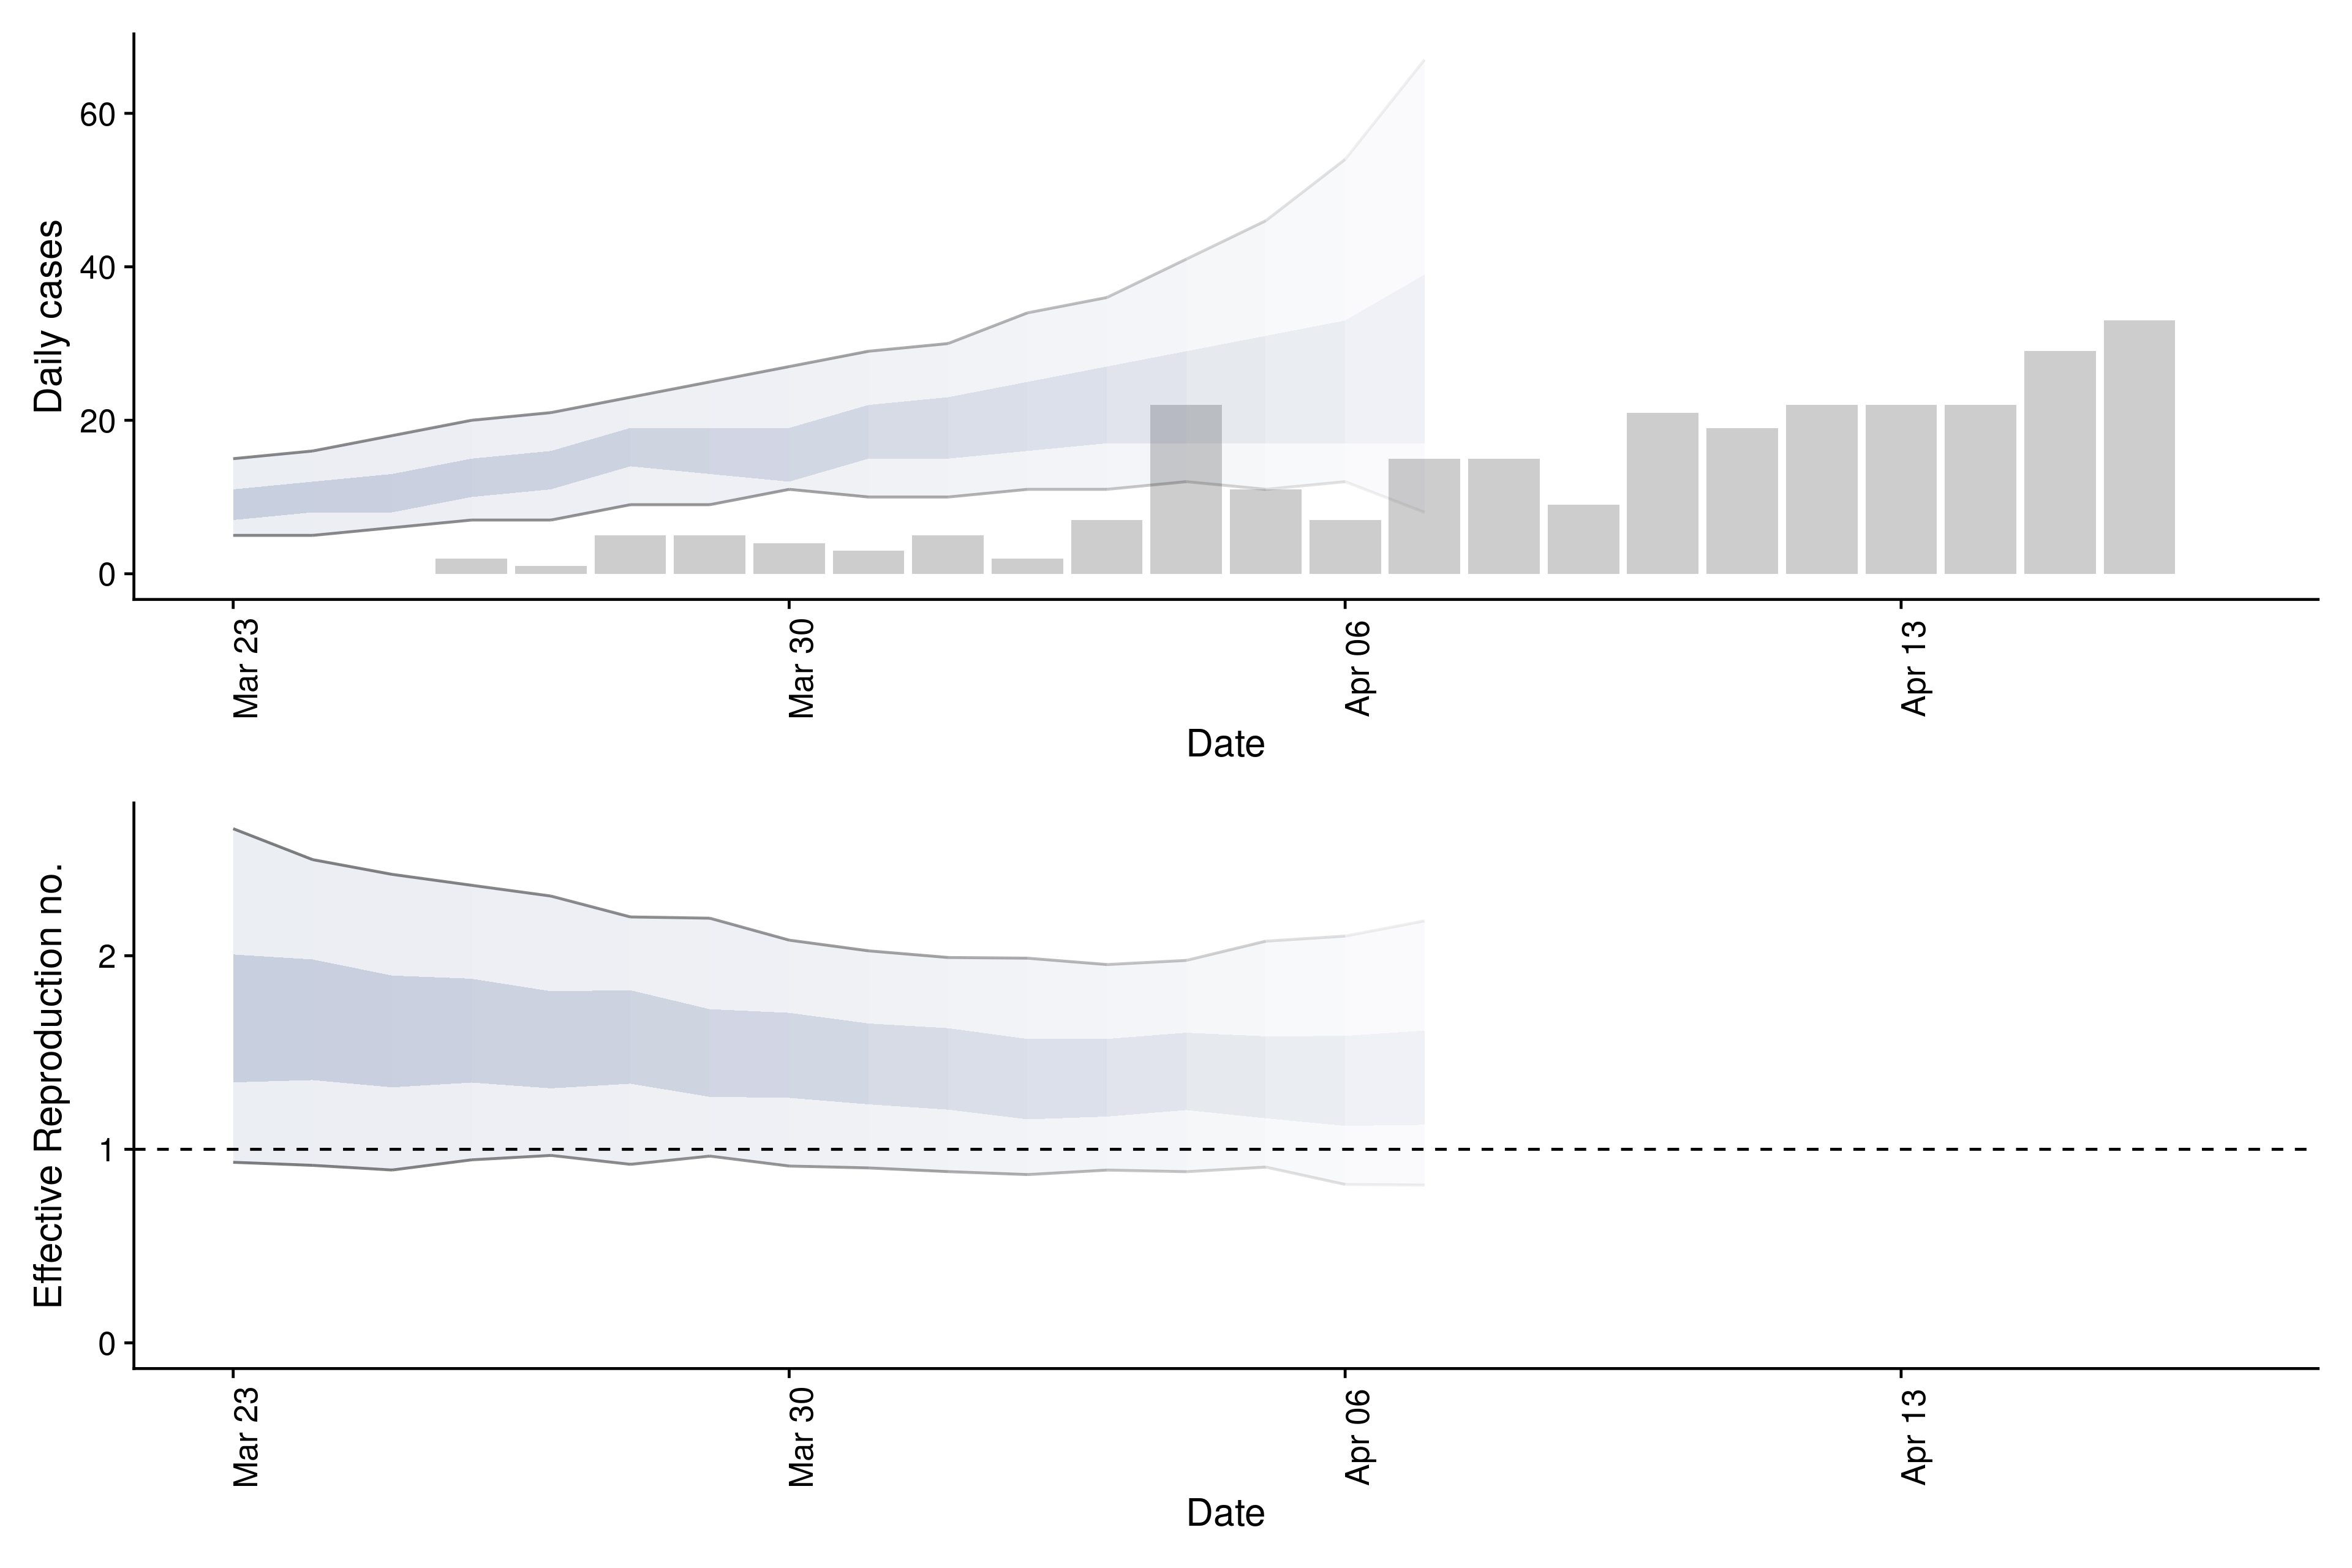 Daily cases
60
40
20
0
Mar 23
Mar 30
Apr 06
Apr 13
Date
Effective Reproduction no.
2
1
0
Mar 23
Mar 30
Apr 06
Apr 13
Date